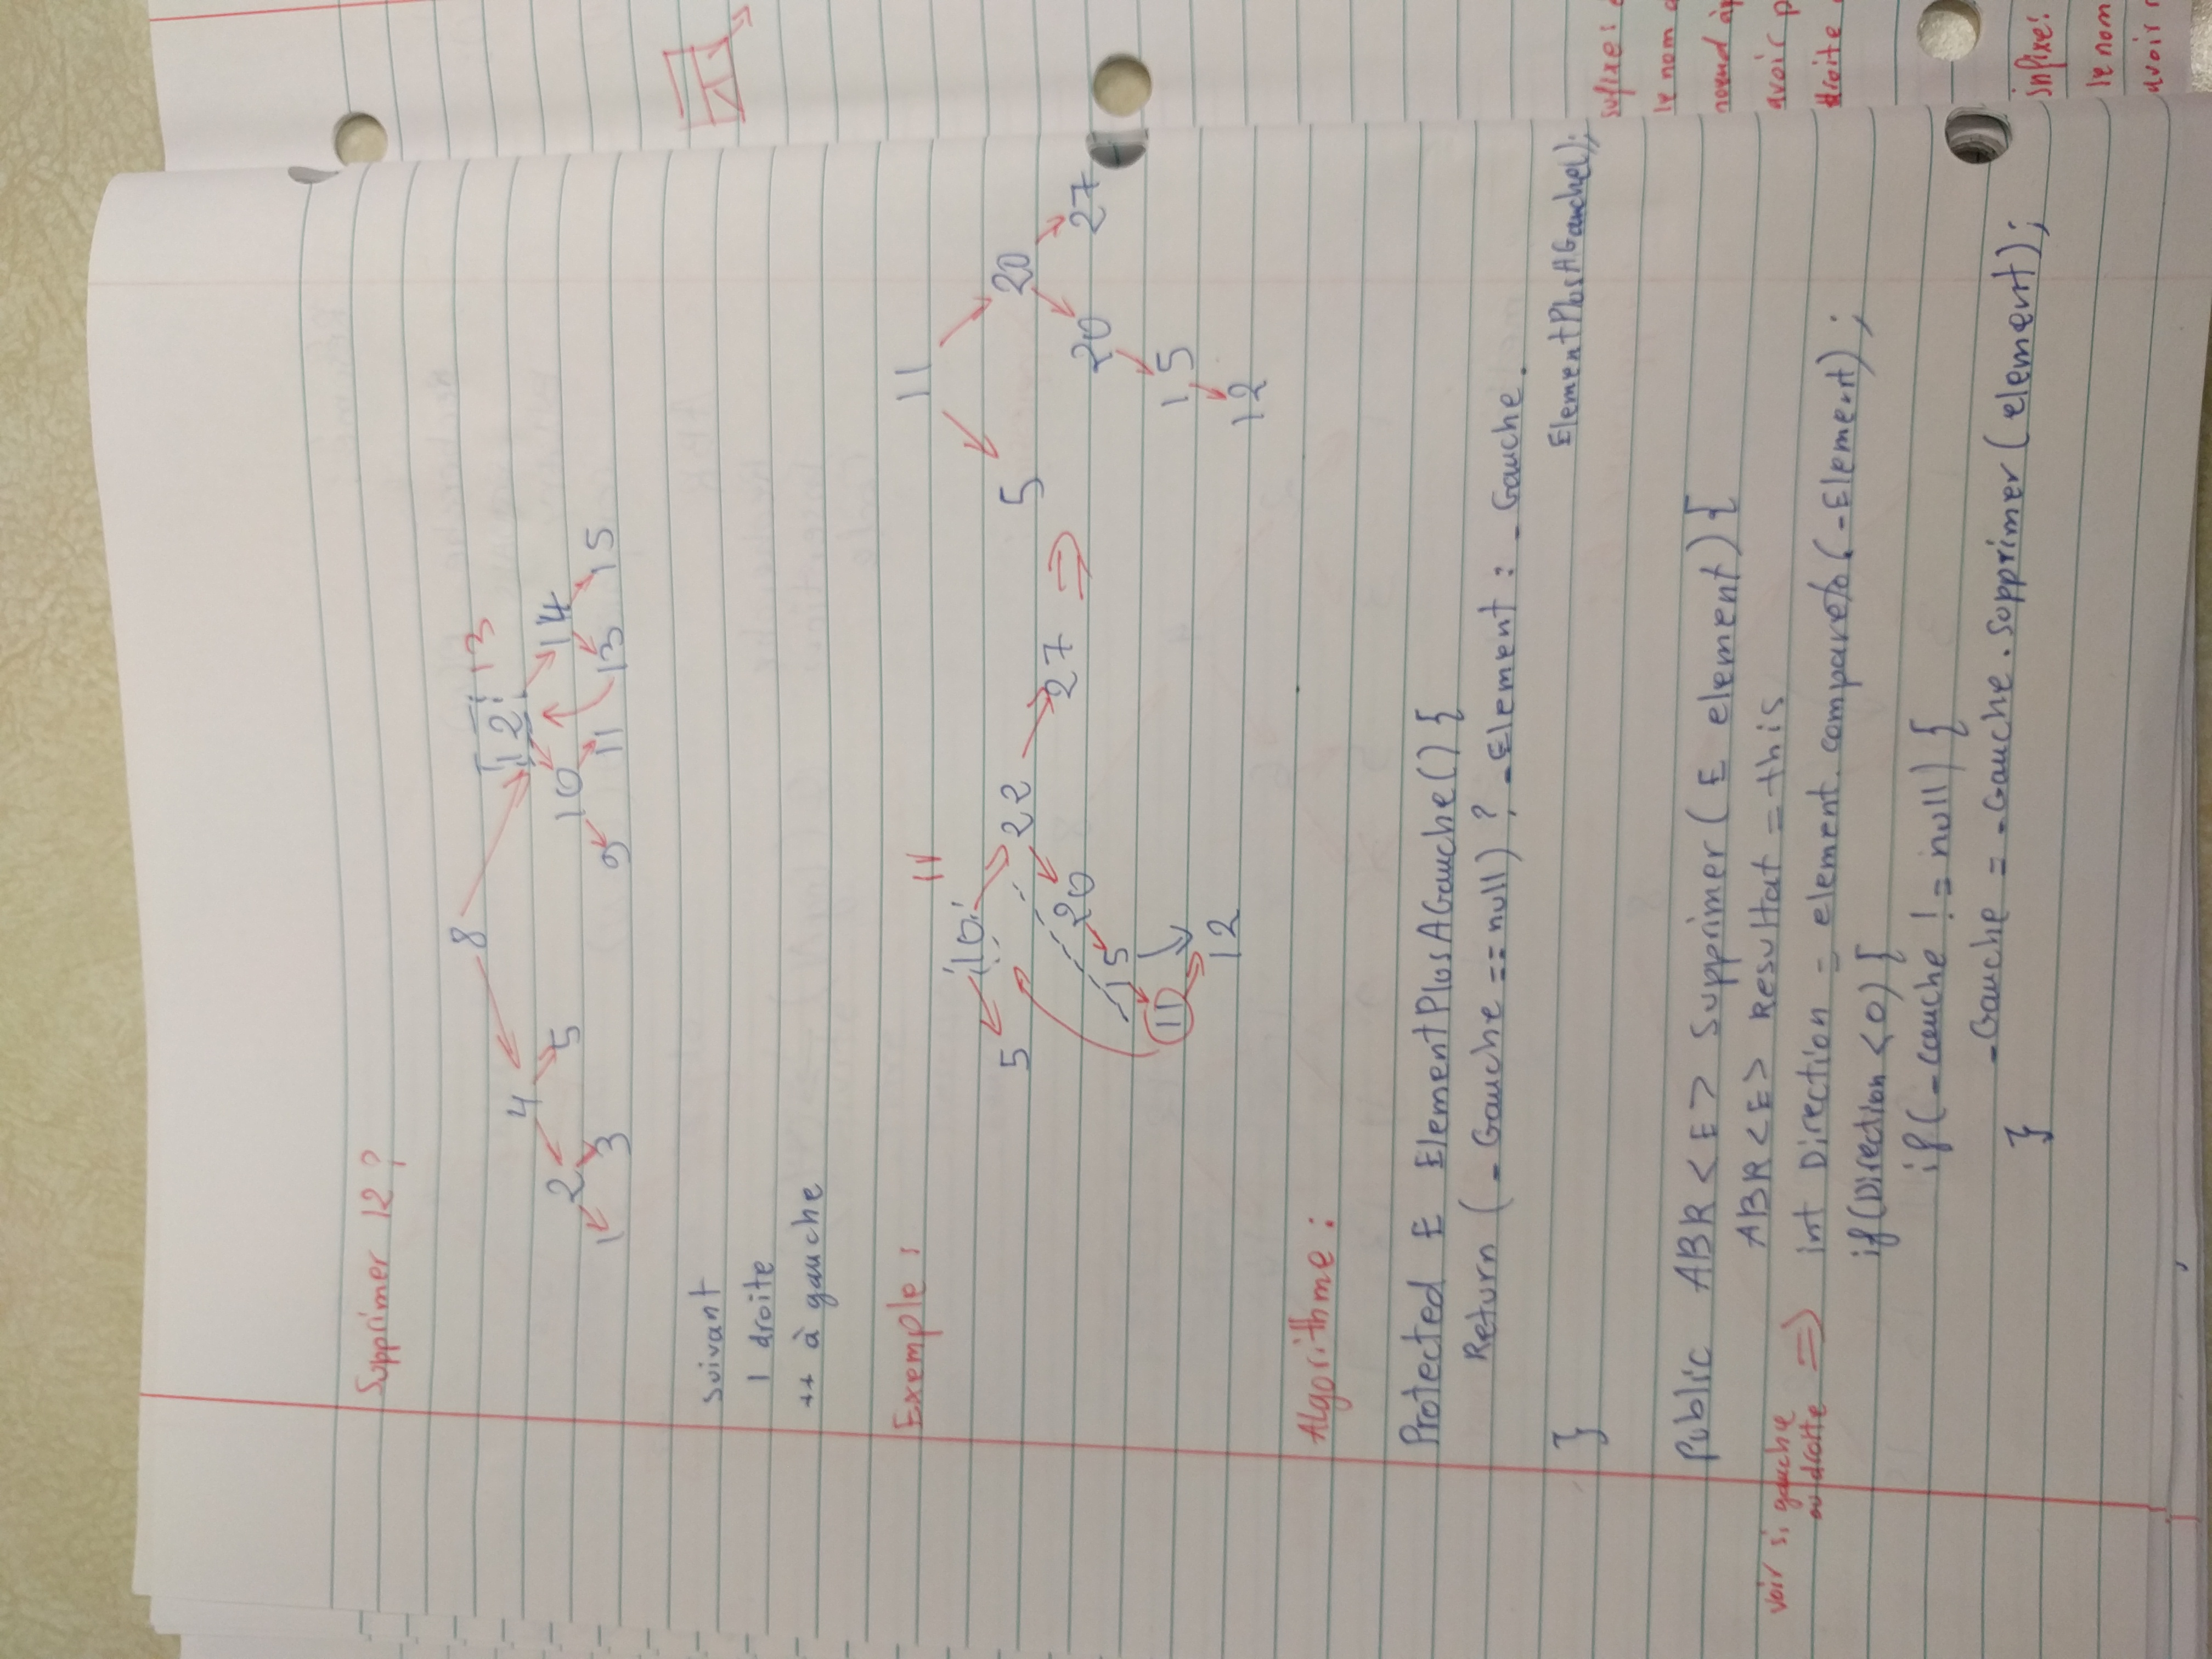 Supprimer 12 ?
8
13
4 12
2 5 10 14
1 3 9 11 13 15
Suivant
1 droite
++ à gauche
Exemple :
11
10 11
5 22 5 20
20 27 ⇒ 20 27
15 15
11 12
12
Algorithme :
Protected E ElementPlusAGauche() {
Return ( _Gauche == null) ? _Element : _Gauche .
ElementPlusAGauche();
}
Public ABR < E > Supprimer ( E element) {
ABR < E > Resultat = this
voir si gauche
ou droite ⇒
int Direction = element. compareto (_Element) ;
if(Direction < 0) {
if ( _Gauche != null) {
_Gauche = _Gauche . Supprimer ( element) ;
}
sufixe:
le nom
noeud
avoir
droite
infixe:
le nom
avoir